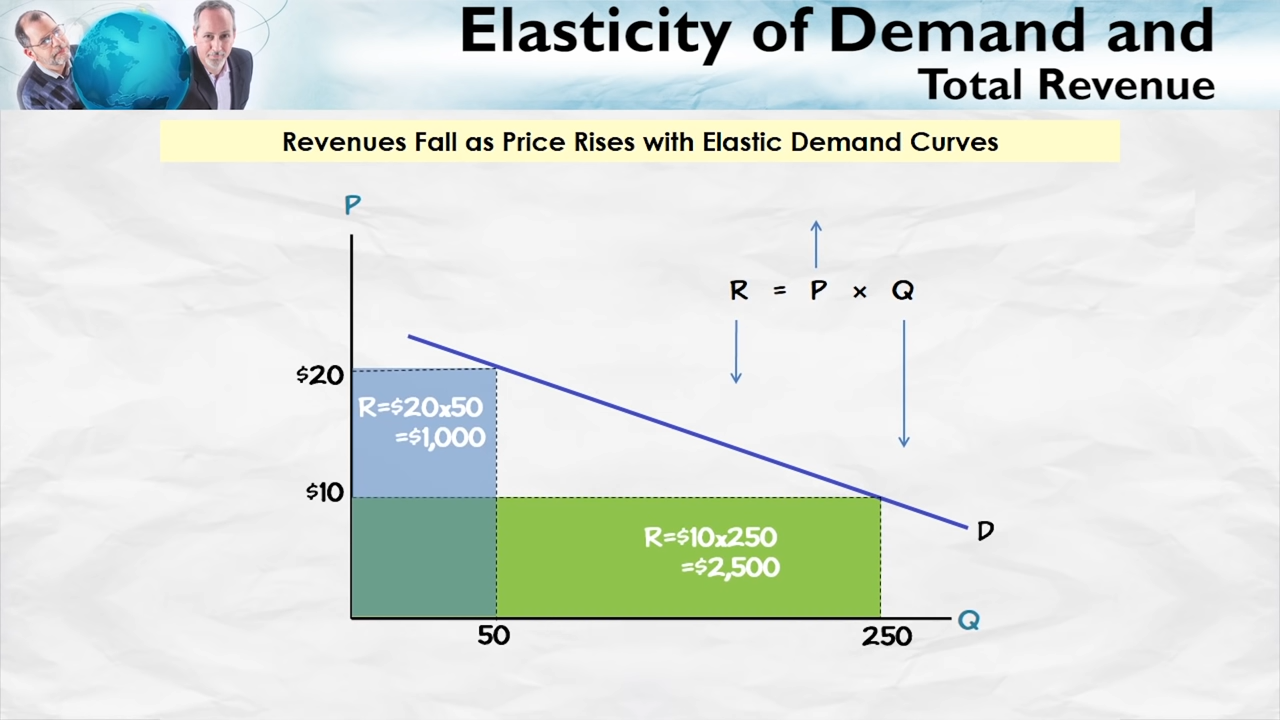 Elasticity of Demand and
Total Revenue
Revenues Fall as Price Rises with Elastic Demand Curves
P
R = P × Q
$20
R=$20x50
=$1,000
$10
R=$10x250
=$2,500
D
Q
50
250